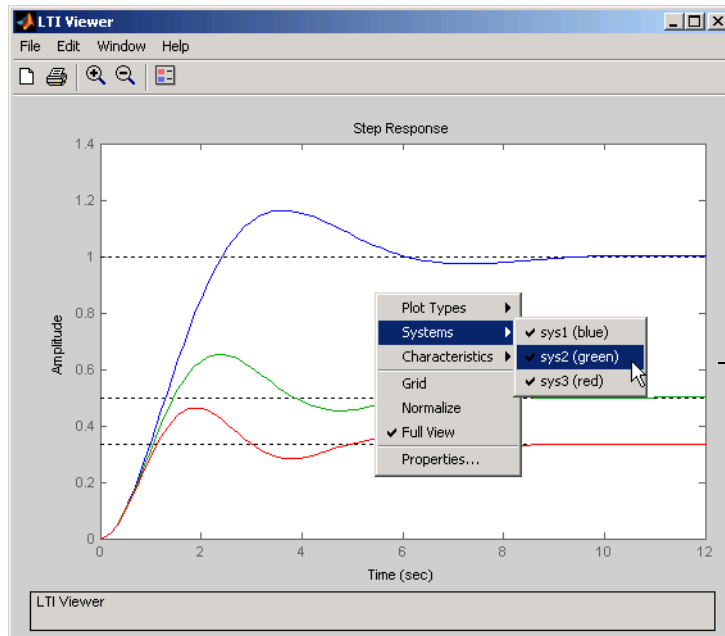 LTI Viewer
File Edit Window Help
Step Response
1.4
1.2
1
0.8
0.6
0.4
0.2
0
Amplitude
0 2 4 6 8 10 12
Time (sec)
Plot Types
Systems
Characteristics
Grid
Normalize
Full View
Properties...
sys1 (blue)
sys2 (green)
sys3 (red)
LTI Viewer